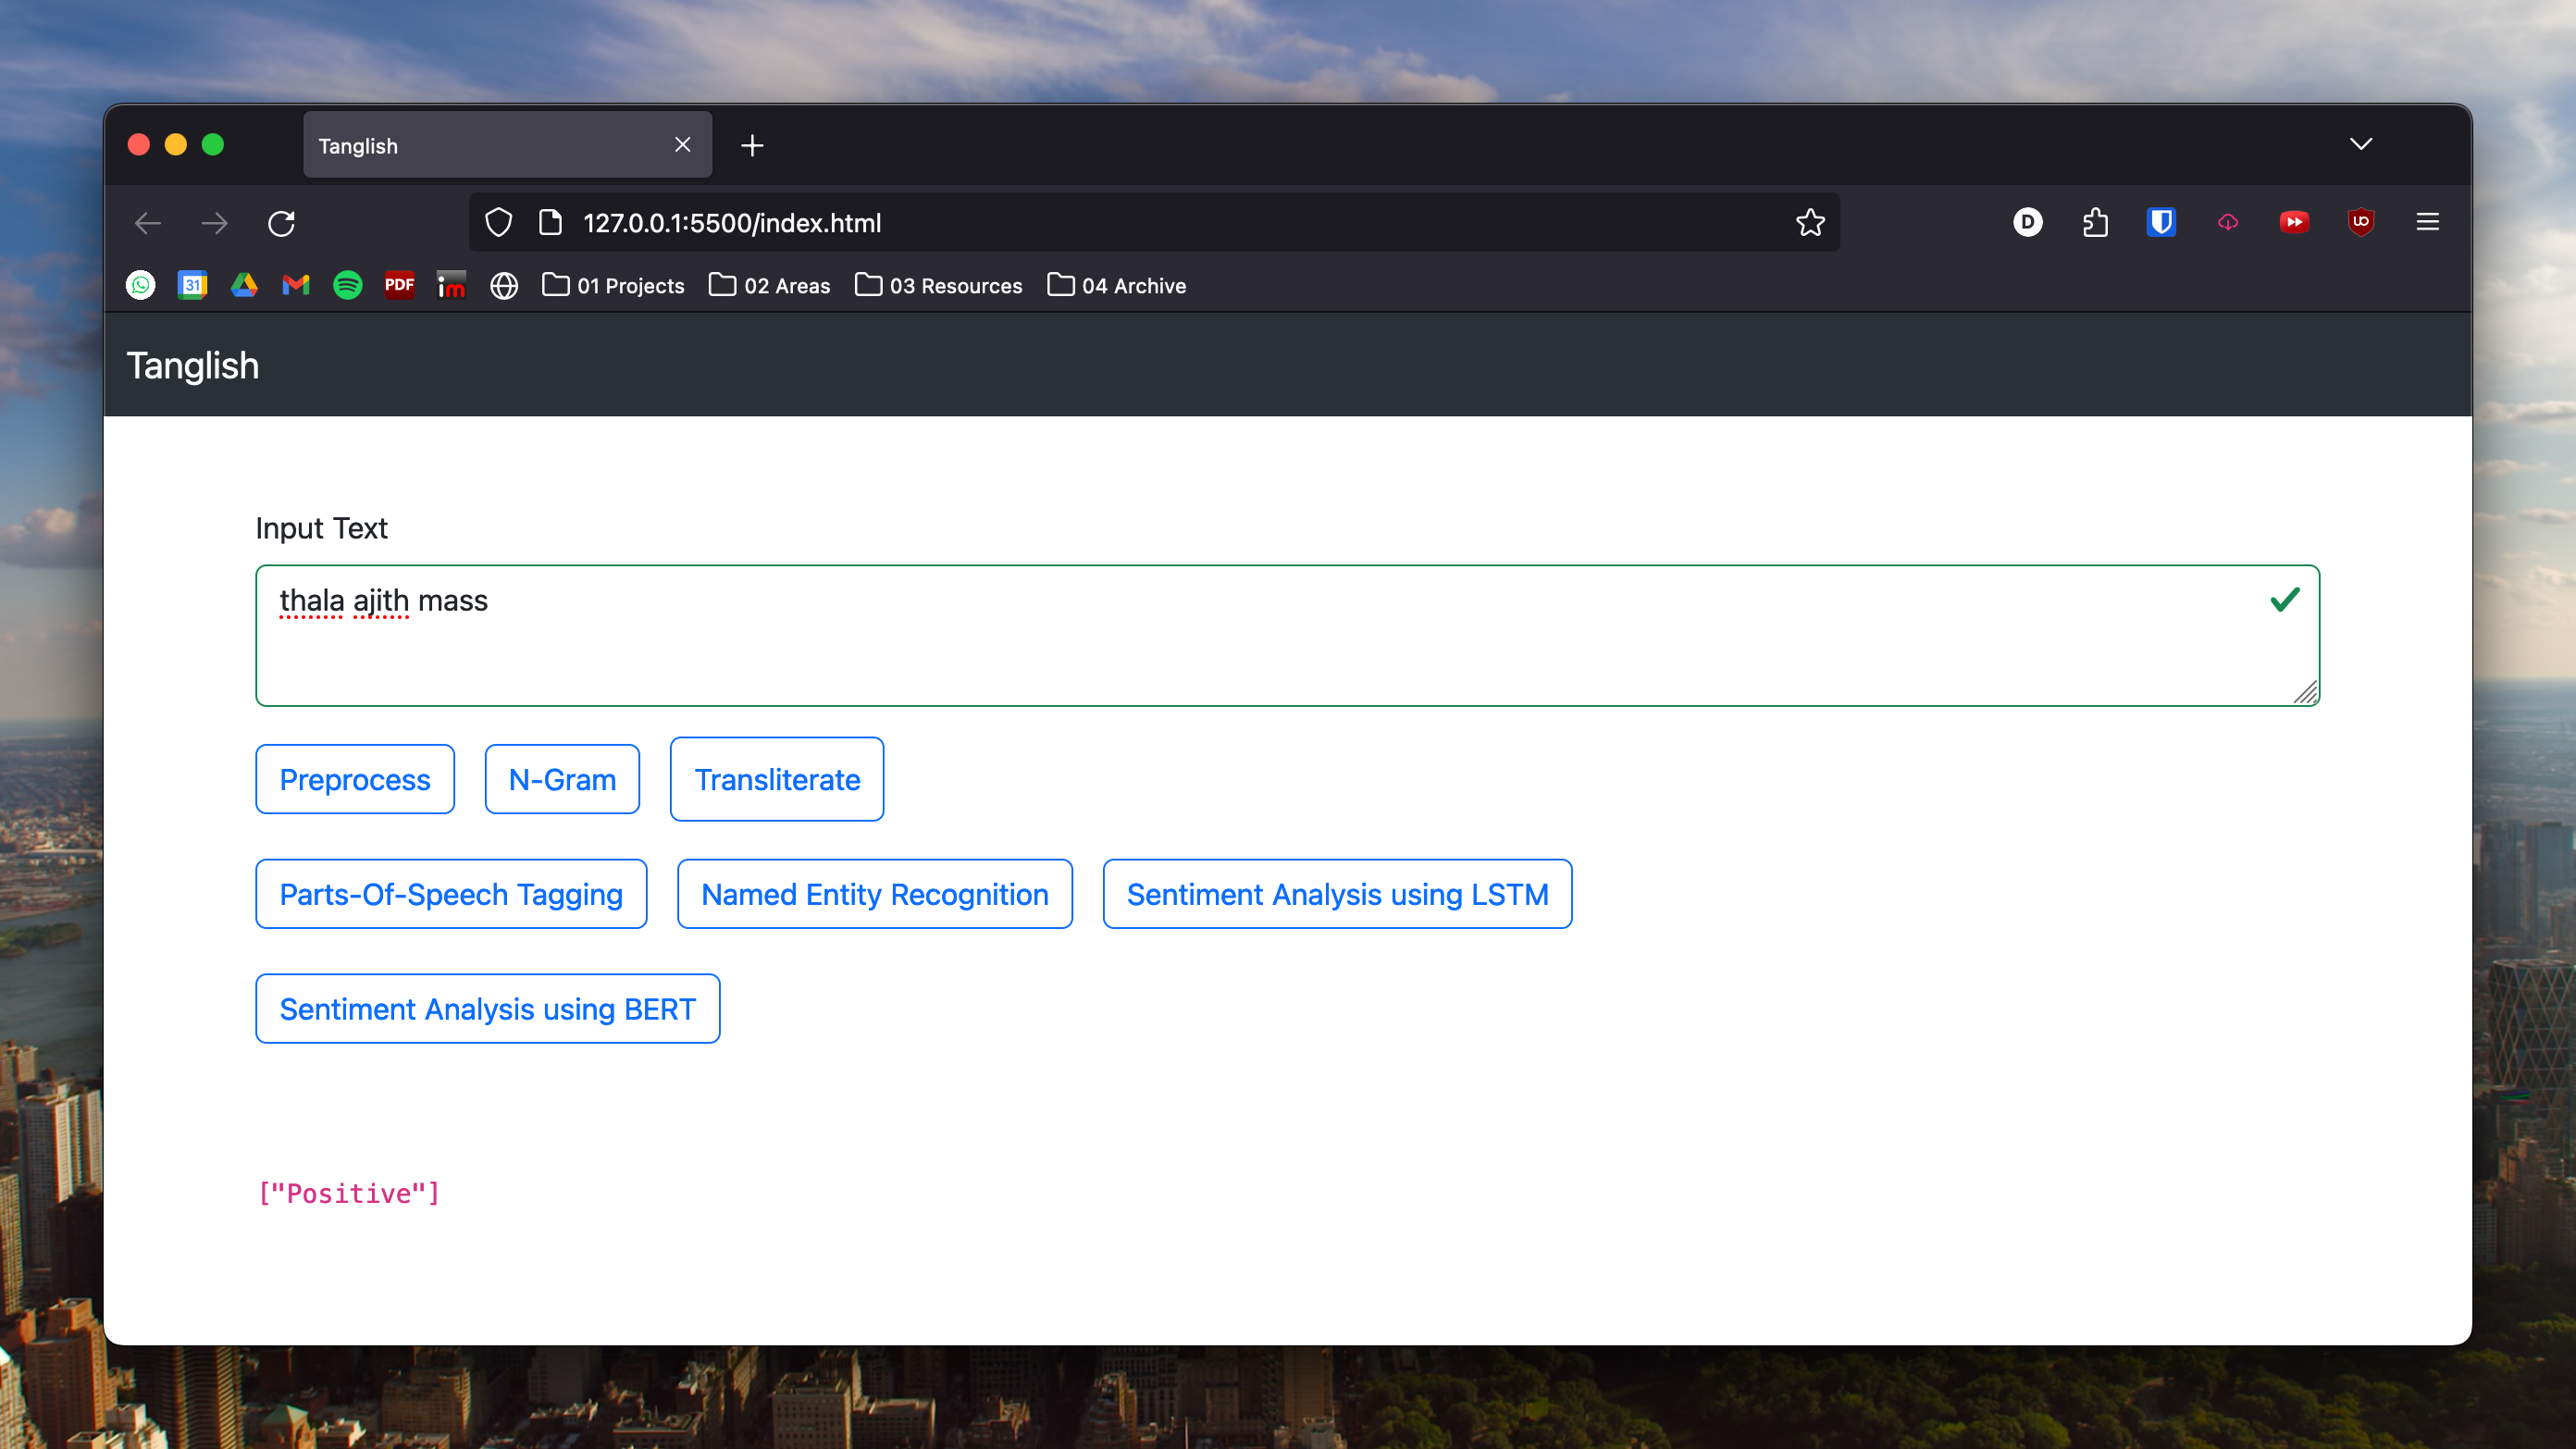 Tanglish
127.0.0.1:5500/index.html
D
UO
31
PDF
im
01 Projects
02 Areas
03 Resources
04 Archive
Tanglish
Input Text
thala ajith mass
Preprocess
N-Gram
Transliterate
Parts-Of-Speech Tagging
Named Entity Recognition
Sentiment Analysis using LSTM
Sentiment Analysis using BERT
["Positive"]